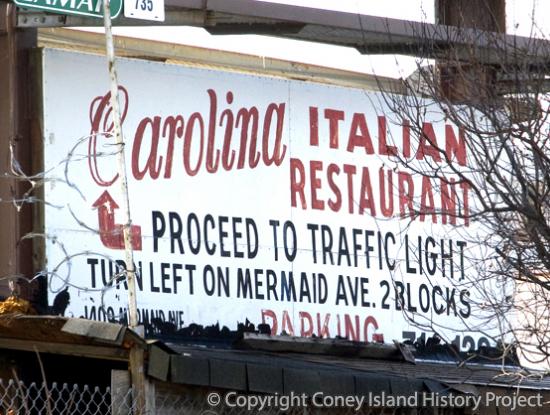 735
Carolina ITALIAN
RESTAURANT
PROCEED TO TRAFFIC LIGHT
TURN LEFT ON MERMAID AVE. 2 BLOCKS
PARKING
© Copyright Coney Island History Project